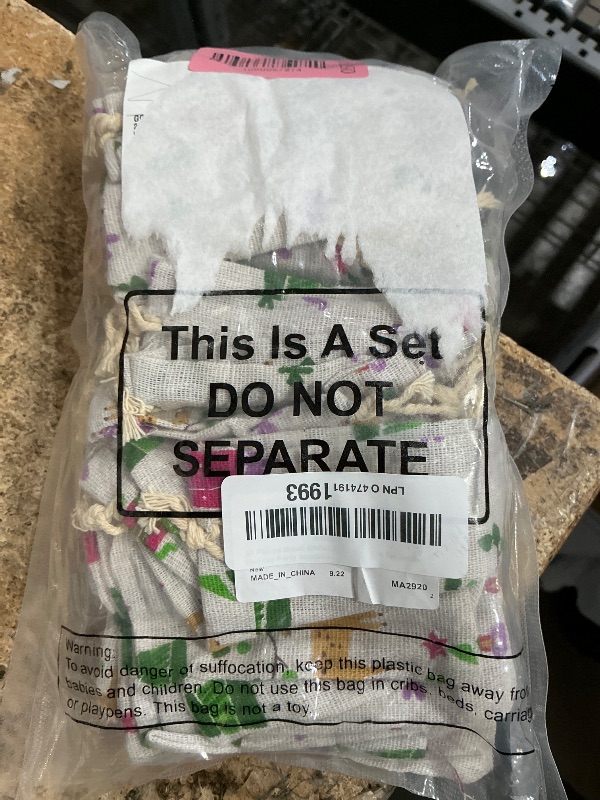 This Is A Set
DO NOT
SEPARATE
LPN O 474191 1993
MADE_IN_CHINA 9.22
MA2920
2
Warning:
To avoid danger of suffocation, keep this plastic bag away from
babies and children. Do not use this bag in cribs, beds, carriag
or playpens. This bag is not a toy.